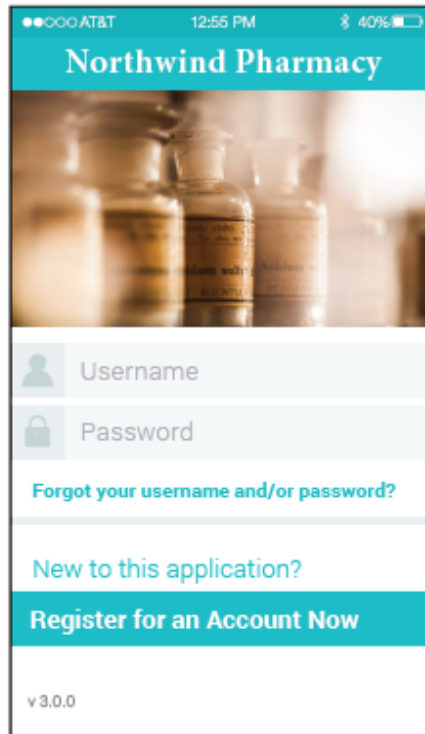 AT&T 12:55 PM 40%
Northwind Pharmacy
Username
Password
Forgot your username and/or password?
New to this application?
Register for an Account Now
v 3.0.0